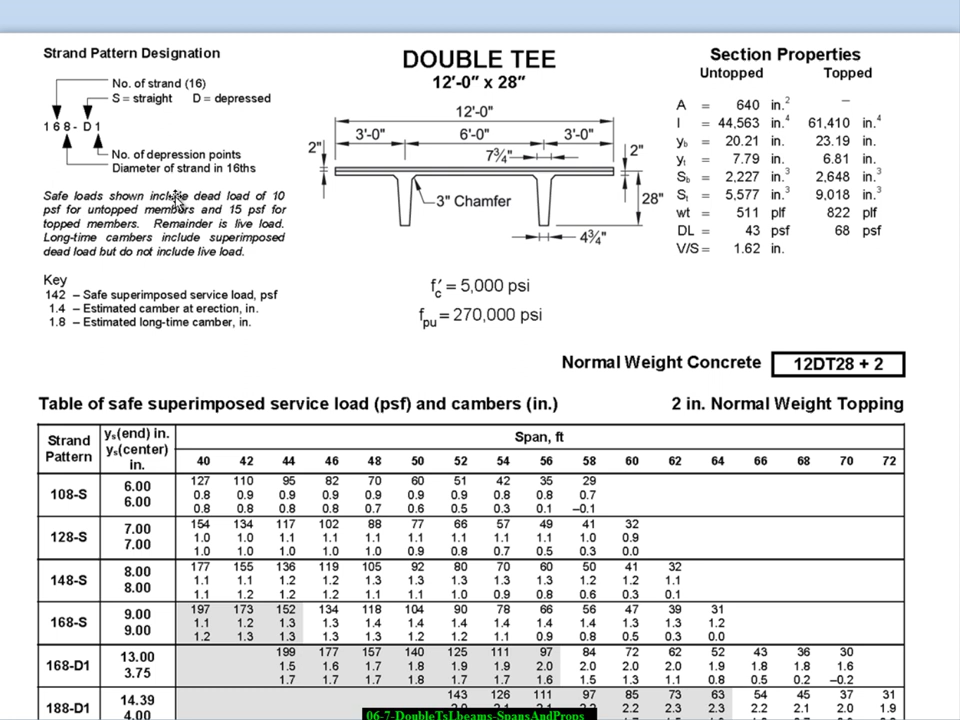 Strand Pattern Designation
No. of strand (16)
S = straight D = depressed
1 6 8 - D 1
No. of depression points
Diameter of strand in 16ths
Safe loads shown include dead load of 10
psf for untopped members and 15 psf for
topped members. Remainder is live load.
Long-time cambers include superimposed
dead load but do not include live load.
Key
142 – Safe superimposed service load, psf
1.4 – Estimated camber at erection, in.
1.8 – Estimated long-time camber, in.
DOUBLE TEE
12′-0″ x 28″
12'-0"
3'-0" 6'-0" 3'-0"
2" 7¾" 2"
3" Chamfer 28"
4¾"
f′c = 5,000 psi
fpu = 270,000 psi
Section Properties
Untopped Topped
A = 640 in.² –
I = 44,563 in.⁴ 61,410 in.⁴
yb = 20.21 in. 23.19 in.
yt = 7.79 in. 6.81 in.
Sb = 2,227 in.³ 2,648 in.³
St = 5,577 in.³ 9,018 in.³
wt = 511 plf 822 plf
DL = 43 psf 68 psf
V/S = 1.62 in.
Normal Weight Concrete 12DT28 + 2
Table of safe superimposed service load (psf) and cambers (in.) 2 in. Normal Weight Topping
Strand Pattern ys(end) in. ys(center) in. Span, ft
40 42 44 46 48 50 52 54 56 58 60 62 64 66 68 70 72
108-S 6.00 6.00
127 110 95 82 70 60 51 42 35 29
0.8 0.9 0.9 0.9 0.9 0.9 0.9 0.8 0.8 0.7
0.8 0.8 0.8 0.8 0.7 0.6 0.5 0.3 0.1 –0.1
128-S 7.00 7.00
154 134 117 102 88 77 66 57 49 41 32
1.0 1.0 1.1 1.1 1.1 1.1 1.1 1.1 1.1 1.0 0.9
1.0 1.0 1.0 1.0 1.0 0.9 0.8 0.7 0.5 0.3 0.0
148-S 8.00 8.00
177 155 136 119 105 92 80 70 60 50 41 32
1.1 1.1 1.2 1.2 1.3 1.3 1.3 1.3 1.3 1.2 1.2 1.1
1.1 1.2 1.2 1.2 1.1 1.1 1.0 0.9 0.8 0.6 0.3 0.1
168-S 9.00 9.00
197 173 152 134 118 104 90 78 66 56 47 39 31
1.1 1.2 1.3 1.3 1.4 1.4 1.4 1.4 1.4 1.4 1.3 1.3 1.2
1.2 1.3 1.3 1.3 1.3 1.2 1.2 1.1 0.9 0.8 0.5 0.3 0.0
168-D1 13.00 3.75
199 177 157 140 125 111 97 84 72 62 52 43 36 30
1.5 1.6 1.7 1.8 1.9 1.9 2.0 2.0 2.0 2.0 1.9 1.8 1.8 1.6
1.7 1.7 1.7 1.8 1.7 1.7 1.6 1.5 1.3 1.1 0.8 0.5 0.2 –0.2
188-D1 14.39 4.00
143 126 111 97 85 73 63 54 45 37 31
2.2 2.3 2.3 2.2 2.1 2.0 1.9
06-7-DoubleTsLbeams-SpansAndProps